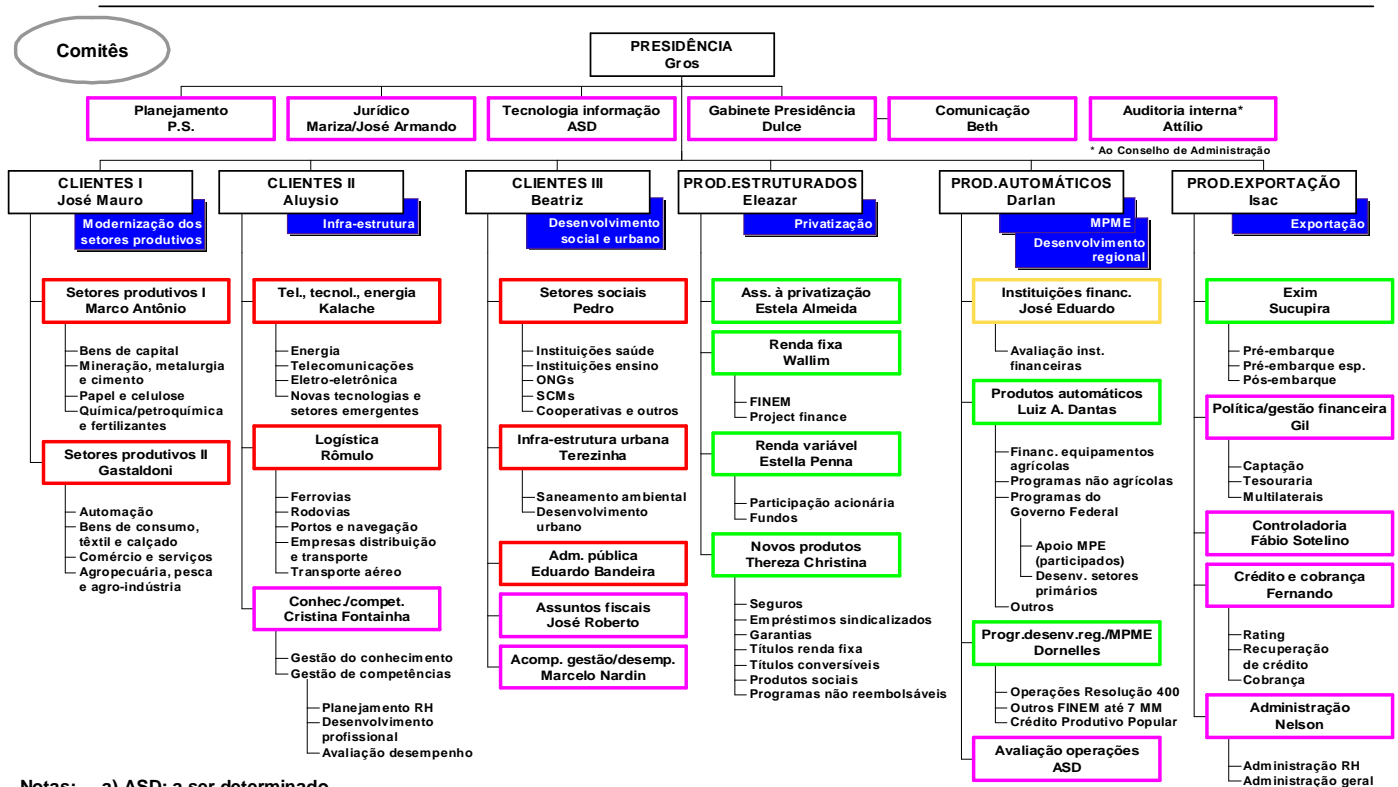 Comitês
PRESIDÊNCIA
Gros
Planejamento
P.S.
Jurídico
Mariza/José Armando
Tecnologia informação
ASD
Gabinete Presidência
Dulce
Comunicação
Beth
Auditoria interna*
Attílio
* Ao Conselho de Administração
CLIENTES I
José Mauro
Modernização dos
setores produtivos
Setores produtivos I
Marco Antônio
Bens de capital
Mineração, metalurgia
e cimento
Papel e celulose
Química/petroquímica
e fertilizantes
Setores produtivos II
Gastaldoni
Automação
Bens de consumo,
têxtil e calçado
Comércio e serviços
Agropecuária, pesca
e agro-indústria
CLIENTES II
Aluysio
Infra-estrutura
Tel., tecnol., energia
Kalache
Energia
Telecomunicações
Eletro-eletrônica
Novas tecnologias e
setores emergentes
Logística
Rômulo
Ferrovias
Rodovias
Portos e navegação
Empresas distribuição
e transporte
Transporte aéreo
Conhec./compet.
Cristina Fontainha
Gestão do conhecimento
Gestão de competências
Planejamento RH
Desenvolvimento
profissional
Avaliação desempenho
CLIENTES III
Beatriz
Desenvolvimento
social e urbano
Setores sociais
Pedro
Instituições saúde
Instituições ensino
ONGs
SCMs
Cooperativas e outros
Infra-estrutura urbana
Terezinha
Saneamento ambiental
Desenvolvimento
urbano
Adm. pública
Eduardo Bandeira
Assuntos fiscais
José Roberto
Acomp. gestão/desemp.
Marcelo Nardin
PROD.ESTRUTURADOS
Eleazar
Privatização
Ass. à privatização
Estela Almeida
Renda fixa
Wallim
FINEM
Project finance
Renda variável
Estella Penna
Participação acionária
Fundos
Novos produtos
Thereza Christina
Seguros
Empréstimos sindicalizados
Garantias
Títulos renda fixa
Títulos conversíveis
Produtos sociais
Programas não reembolsáveis
PROD.AUTOMÁTICOS
Darlan
MPME
Desenvolvimento
regional
Instituições financ.
José Eduardo
Avaliação inst.
financeiras
Produtos automáticos
Luiz A. Dantas
Financ. equipamentos
agrícolas
Programas não agrícolas
Programas do
Governo Federal
Apoio MPE
(participados)
Desenv. setores
primários
Outros
Progr.desenv.reg./MPME
Dornelles
Operações Resolução 400
Outros FINEM até 7 MM
Crédito Produtivo Popular
Avaliação operações
ASD
PROD.EXPORTAÇÃO
Isac
Exportação
Exim
Sucupira
Pré-embarque
Pré-embarque esp.
Pós-embarque
Política/gestão financeira
Gil
Captação
Tesouraria
Multilaterais
Controladoria
Fábio Sotelino
Crédito e cobrança
Fernando
Rating
Recuperação
de crédito
Cobrança
Administração
Nelson
Administração RH
Administração geral
Notas: a) ASD: a ser determinado